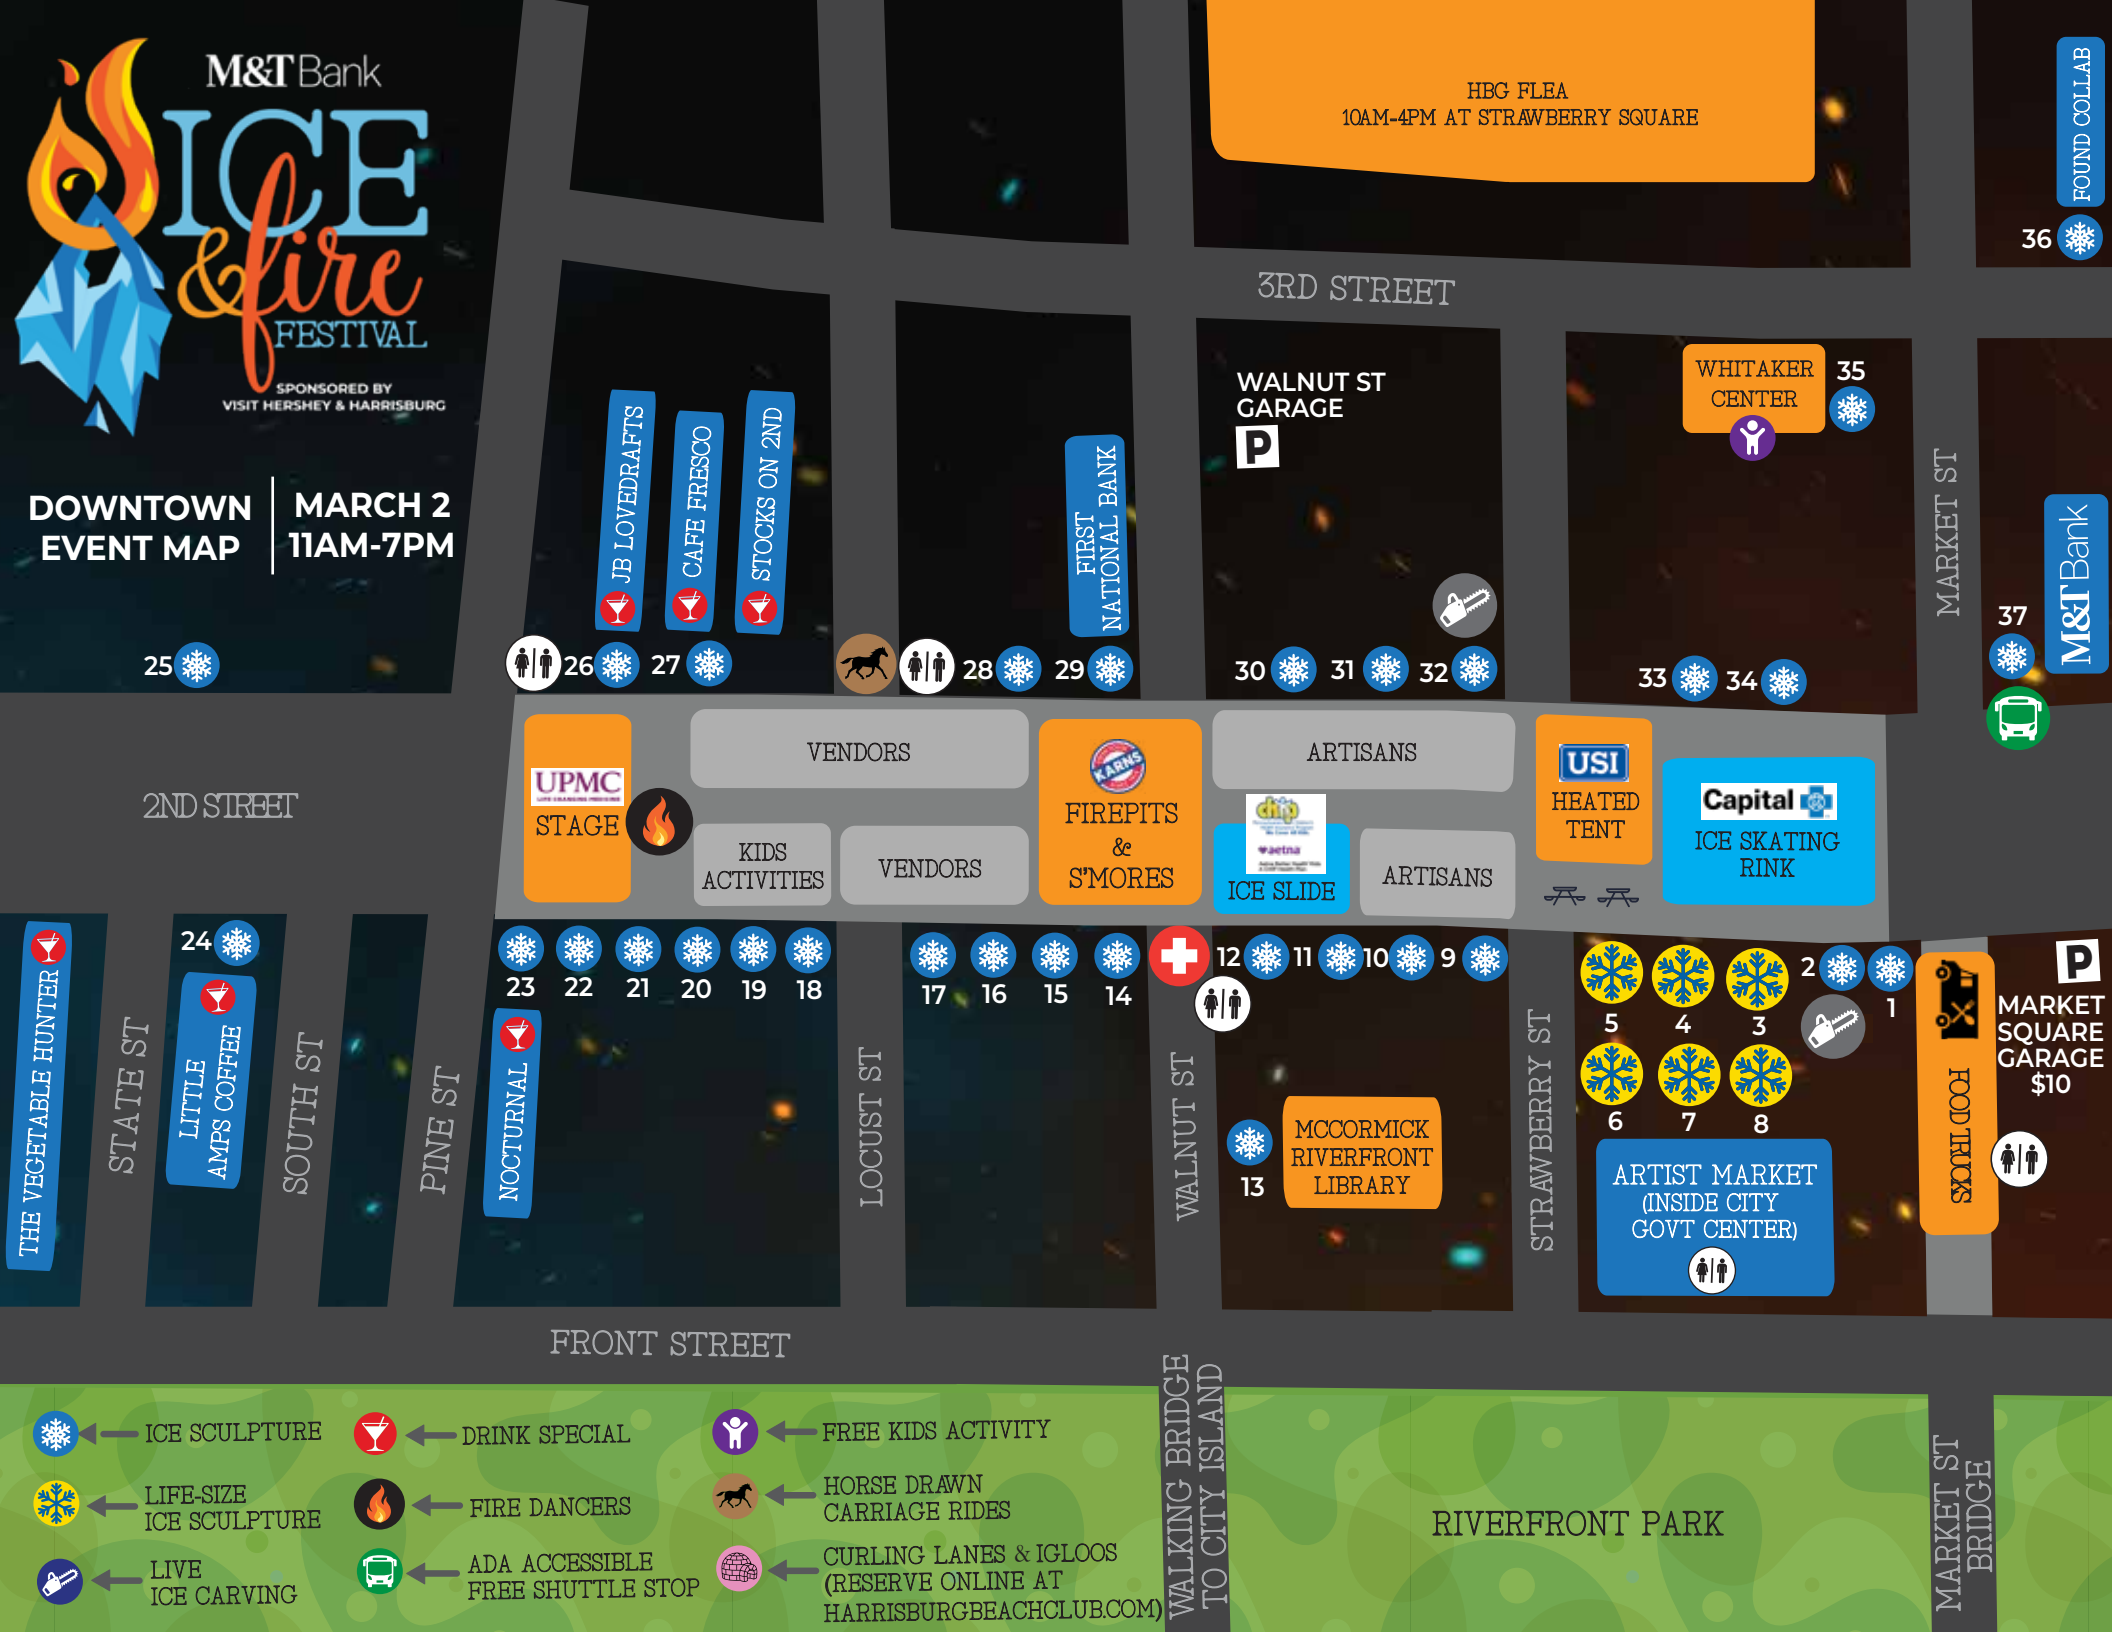 M&T Bank
ICE
&fire
FESTIVAL
SPONSORED BY
VISIT HERSHEY & HARRISBURG
DOWNTOWN
EVENT MAP
MARCH 2
11AM-7PM
HBG FLEA
10AM-4PM AT STRAWBERRY SQUARE
FOUND COLLAB
36
3RD STREET
WALNUT ST
GARAGE
P
WHITAKER
CENTER
35
JB LOVEDRAFTS
CAFE FRESCO
STOCKS ON 2ND
FIRST
NATIONAL BANK
MARKET ST
M&T Bank
37
25
26
27
28
29
30
31
32
33
34
2ND STREET
UPMC
LIFE CHANGING MEDICINE
STAGE
VENDORS
KIDS
ACTIVITIES
VENDORS
KARNS
FIREPITS
&
S'MORES
ARTISANS
chip
aetna
ICE SLIDE
ARTISANS
USI
HEATED
TENT
Capital
ICE SKATING
RINK
THE VEGETABLE HUNTER
STATE ST
24
LITTLE
AMPS COFFEE
SOUTH ST
PINE ST
23
22
21
20
19
18
NOCTURNAL
LOCUST ST
17
16
15
14
WALNUT ST
12
11
10
9
13
MCCORMICK
RIVERFRONT
LIBRARY
STRAWBERRY ST
5
4
3
6
7
8
2
1
ARTIST MARKET
(INSIDE CITY
GOVT CENTER)
FOOD TRUCKS
P
MARKET
SQUARE
GARAGE
$10
FRONT STREET
WALKING BRIDGE
TO CITY ISLAND
MARKET ST
BRIDGE
RIVERFRONT PARK
ICE SCULPTURE
LIFE-SIZE
ICE SCULPTURE
LIVE
ICE CARVING
DRINK SPECIAL
FIRE DANCERS
ADA ACCESSIBLE
FREE SHUTTLE STOP
FREE KIDS ACTIVITY
HORSE DRAWN
CARRIAGE RIDES
CURLING LANES & IGLOOS
(RESERVE ONLINE AT
HARRISBURGBEACHCLUB.COM)